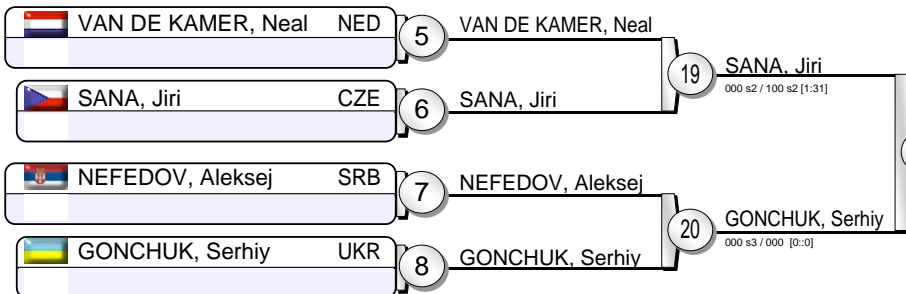 VAN DE KAMER, Neal NED
5
VAN DE KAMER, Neal
19
SANA, Jiri
000 s2 / 100 s2 [1:31]
SANA, Jiri CZE
6
SANA, Jiri
NEFEDOV, Aleksej SRB
7
NEFEDOV, Aleksej
20
GONCHUK, Serhiy
000 s3 / 000 [0::0]
GONCHUK, Serhiy UKR
8
GONCHUK, Serhiy